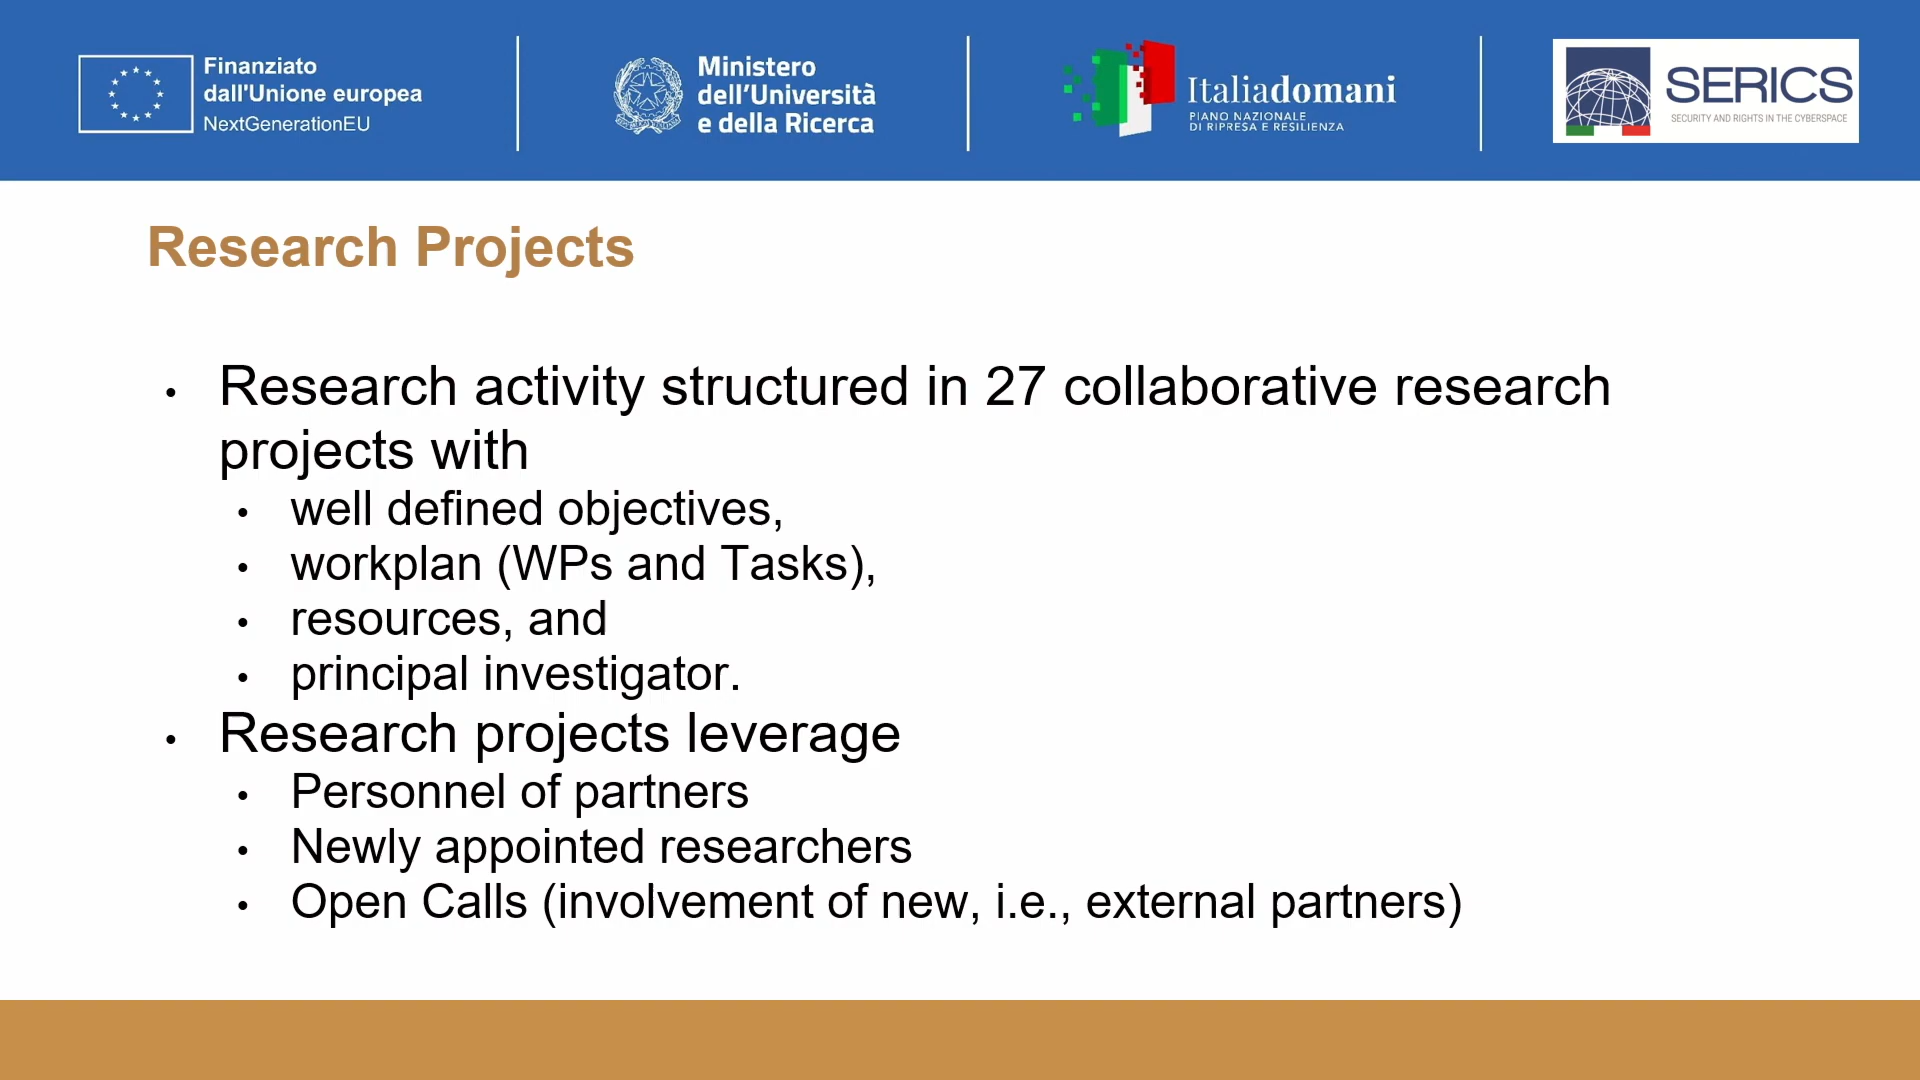 Finanziato
dall'Unione europea
NextGenerationEU
Ministero
dell'Università
e della Ricerca
Italiadomani
PIANO NAZIONALE
DI RIPRESA E RESILIENZA
SERICS
SECURITY AND RIGHTS IN THE CYBERSPACE
Research Projects
• Research activity structured in 27 collaborative research
projects with
• well defined objectives,
• workplan (WPs and Tasks),
• resources, and
• principal investigator.
• Research projects leverage
• Personnel of partners
• Newly appointed researchers
• Open Calls (involvement of new, i.e., external partners)